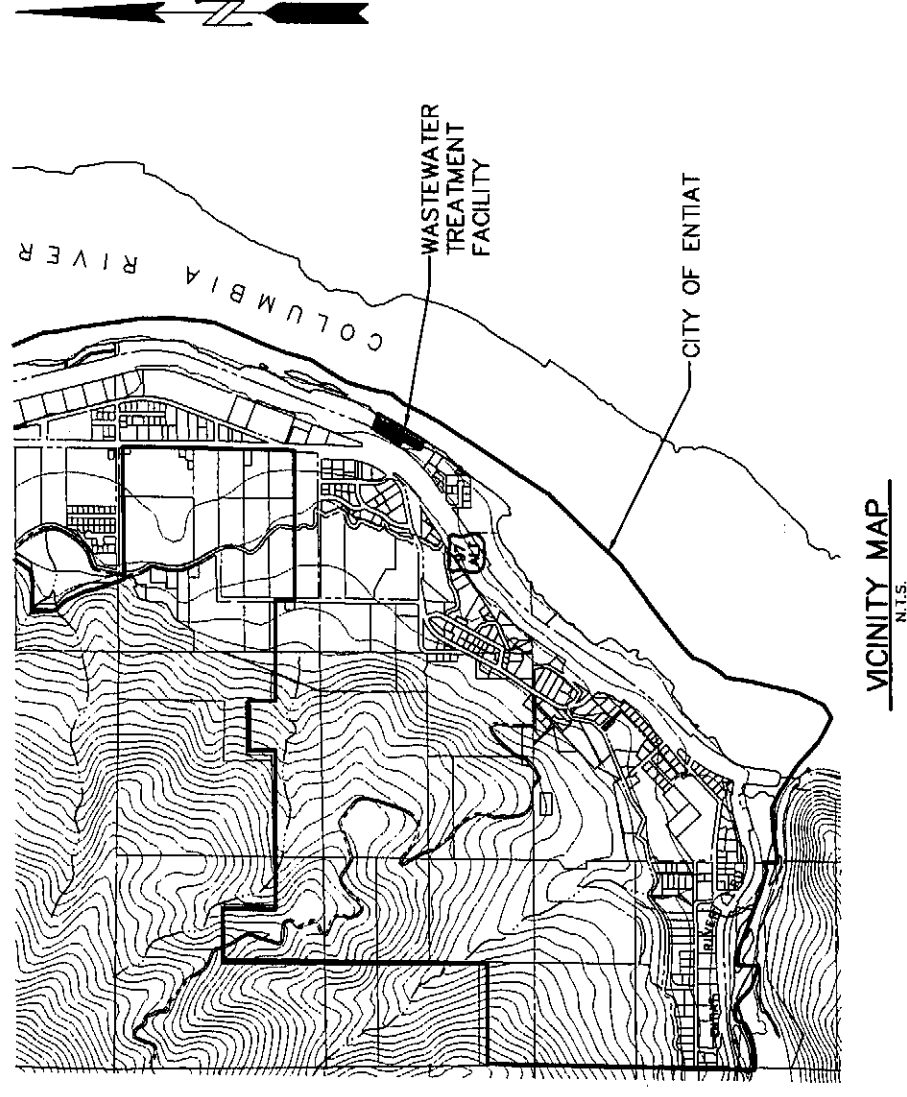 N
COLUMBIA RIVER
WASTEWATER
TREATMENT
FACILITY
CITY OF ENTIAT
97
ALT
RIVER
VICINITY MAP
N.T.S.